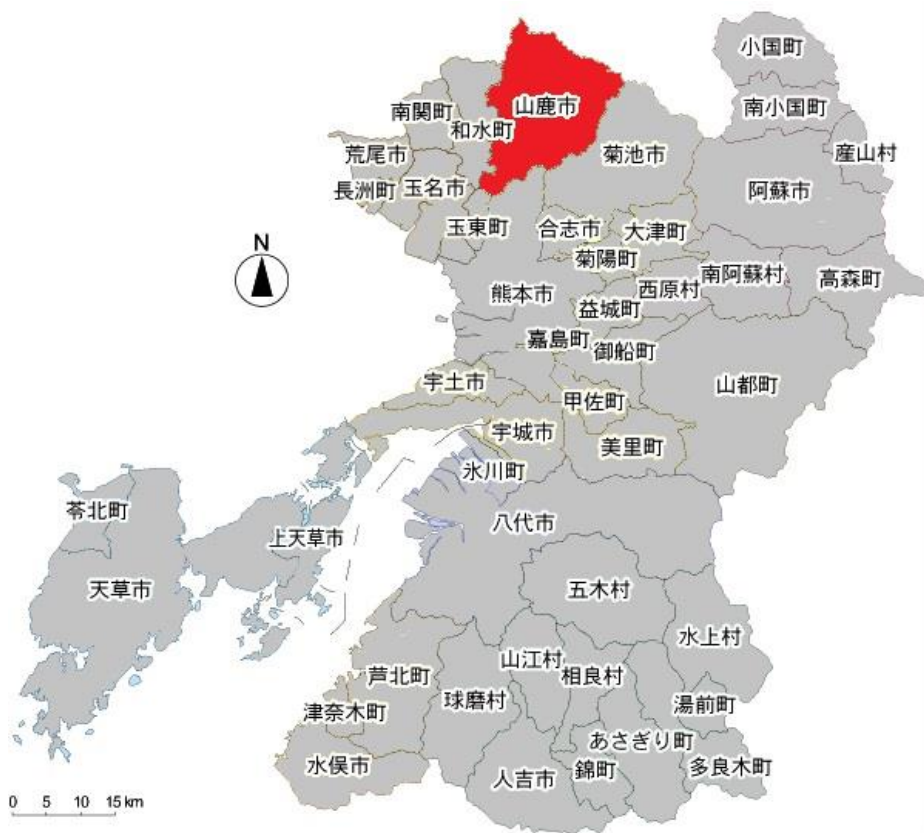 小国町
南関町
和水町
山鹿市
南小国町
荒尾市
菊池市
産山村
長洲町
玉名市
阿蘇市
玉東町
合志市
大津町
N
菊陽町
熊本市
西原村
南阿蘇村
高森町
益城町
嘉島町
御船町
宇土市
山都町
甲佐町
宇城市
美里町
氷川町
苓北町
上天草市
八代市
天草市
五木村
水上村
山江村
相良村
芦北町
球磨村
湯前町
津奈木町
あさぎり町
水俣市
人吉市
錦町
多良木町
0 5 10 15 km